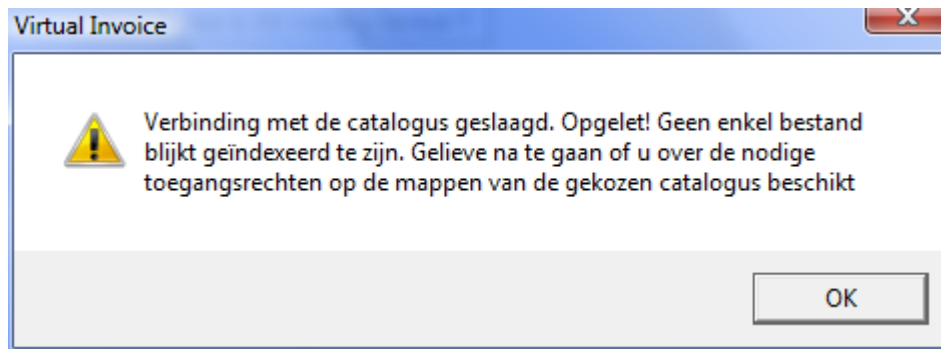 Virtual Invoice
Verbinding met de catalogus geslaagd. Opgelet! Geen enkel bestand
blijkt geïndexeerd te zijn. Gelieve na te gaan of u over de nodige
toegangsrechten op de mappen van de gekozen catalogus beschikt
OK